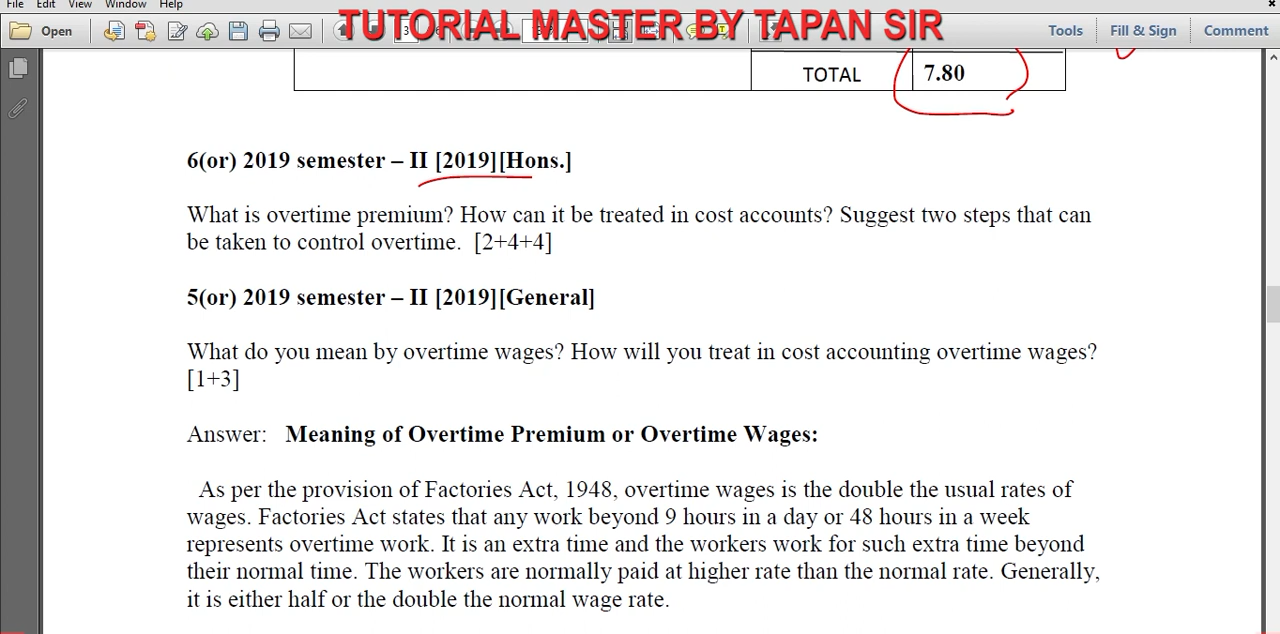 File Edit View Window Help
TUTORIAL MASTER BY TAPAN SIR
Open Tools Fill & Sign Comment
TOTAL 7.80
6(or) 2019 semester – II [2019][Hons.]
What is overtime premium? How can it be treated in cost accounts? Suggest two steps that can
be taken to control overtime. [2+4+4]
5(or) 2019 semester – II [2019][General]
What do you mean by overtime wages? How will you treat in cost accounting overtime wages?
[1+3]
Answer: Meaning of Overtime Premium or Overtime Wages:
As per the provision of Factories Act, 1948, overtime wages is the double the usual rates of
wages. Factories Act states that any work beyond 9 hours in a day or 48 hours in a week
represents overtime work. It is an extra time and the workers work for such extra time beyond
their normal time. The workers are normally paid at higher rate than the normal rate. Generally,
it is either half or the double the normal wage rate.